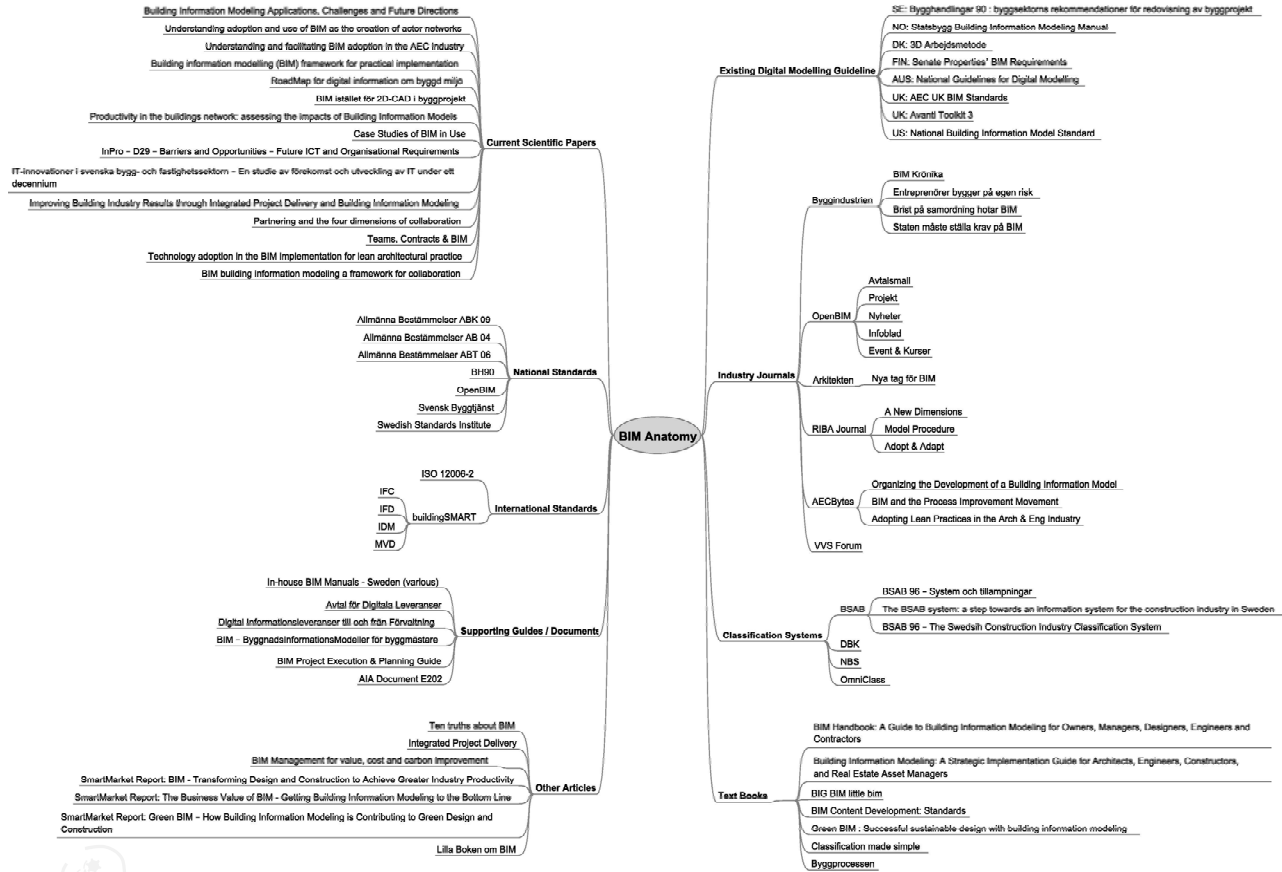 Building Information Modeling Applications, Challenges and Future Directions
Understanding adoption and use of BIM as the creation of actor networks
Understanding and facilitating BIM adoption in the AEC industry
Building information modelling (BIM) framework for practical implementation
RoadMap för digital information om byggd miljö
BIM istället för 2D-CAD i byggprojekt
Productivity in the buildings network: assessing the impacts of Building Information Models
Case Studies of BIM in Use
InPro – D29 – Barriers and Opportunities – Future ICT and Organisational Requirements
IT-innovationer i svenska bygg- och fastighetssektorn – En studie av förekomst och utveckling av IT under ett
decennium
Improving Building Industry Results through Integrated Project Delivery and Building Information Modeling
Partnering and the four dimensions of collaboration
Teams, Contracts & BIM
Technology adoption in the BIM implementation for lean architectural practice
BIM building information modeling a framework for collaboration
Current Scientific Papers
Allmänna Bestämmelser ABK 09
Allmänna Bestämmelser AB 04
Allmänna Bestämmelser ABT 06
BH90
OpenBIM
Svensk Byggtjänst
Swedish Standards Institute
National Standards
ISO 12006-2
IFC
IFD
IDM
MVD
buildingSMART
International Standards
In-house BIM Manuals - Sweden (various)
Avtal för Digitala Leveranser
Digital Informationsleveranser till och från Förvaltning
BIM – ByggnadsInformationsModeller för byggmästare
BIM Project Execution & Planning Guide
AIA Document E202
Supporting Guides / Documents
Ten truths about BIM
Integrated Project Delivery
BIM Management for value, cost and carbon improvement
SmartMarket Report: BIM - Transforming Design and Construction to Achieve Greater Industry Productivity
SmartMarket Report: The Business Value of BIM - Getting Building Information Modeling to the Bottom Line
SmartMarket Report: Green BIM – How Building Information Modeling is Contributing to Green Design and
Construction
Lilla Boken om BIM
Other Articles
BIM Anatomy
Existing Digital Modelling Guideline
SE: Bygghandlingar 90 : byggsektorns rekommendationer för redovisning av byggprojekt
NO: Statsbygg Building Information Modeling Manual
DK: 3D Arbejdsmetode
FIN: Senate Properties' BIM Requirements
AUS: National Guidelines for Digital Modelling
UK: AEC UK BIM Standards
UK: Avanti Toolkit 3
US: National Building Information Model Standard
Industry Journals
Byggindustrien
BIM Krönika
Entreprenörer bygger på egen risk
Brist på samordning hotar BIM
Staten måste ställa krav på BIM
OpenBIM
Avtalsmall
Projekt
Nyheter
Infoblad
Event & Kurser
Arkitekten
Nya tag för BIM
RIBA Journal
A New Dimensions
Model Procedure
Adopt & Adapt
AECBytes
Organizing the Development of a Building Information Model
BIM and the Process Improvement Movement
Adopting Lean Practices in the Arch & Eng Industry
VVS Forum
Classification Systems
BSAB
BSAB 96 – System och tillämpningar
The BSAB system: a step towards an information system for the construction industry in Sweden
BSAB 96 – The Swedsih Construction Industry Classification System
DBK
NBS
OmniClass
Text Books
BIM Handbook: A Guide to Building Information Modeling for Owners, Managers, Designers, Engineers and
Contractors
Building Information Modeling: A Strategic Implementation Guide for Architects, Engineers, Constructors,
and Real Estate Asset Managers
BIG BIM little bim
BIM Content Development: Standards
Green BIM : Successful sustainable design with building information modeling
Classification made simple
Byggprocessen